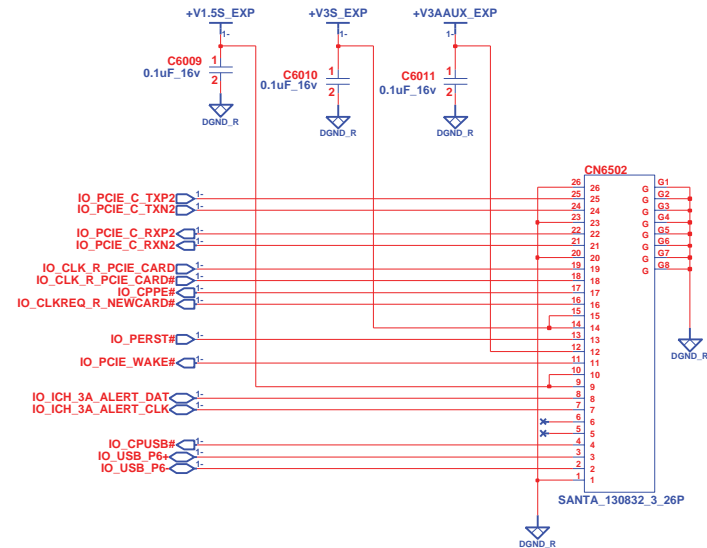 +V1.5S_EXP +V3S_EXP +V3AAUX_EXP
1- 1- 1-
C6009 1
0.1uF_16v 2
C6010 1
0.1uF_16v 2
C6011 1
0.1uF_16v 2
DGND_R DGND_R DGND_R
CN6502
IO_PCIE_C_TXP2 1- 25 25 G G2
IO_PCIE_C_TXN2 1- 24 24 G G3
26 26 G G1
23 23 G G4
IO_PCIE_C_RXP2 1- 22 22 G G5
IO_PCIE_C_RXN2 1- 21 21 G G6
20 20 G G7
IO_CLK_R_PCIE_CARD 19 19 G G8
IO_CLK_R_PCIE_CARD# 1- 18 18
IO_CPPE# 1- 17 17
IO_CLKREQ_R_NEWCARD# 1- 16 16
15 15
14 14
IO_PERST# 1- 13 13
12 12
IO_PCIE_WAKE# 1- 11 11
10 10
9 9
IO_ICH_3A_ALERT_DAT 1- 8 8
IO_ICH_3A_ALERT_CLK 1- 7 7
6 6
5 5
IO_CPUSB# 1- 4 4
IO_USB_P6+ 1- 3 3
IO_USB_P6- 1- 2 2
1 1
SANTA_130832_3_26P
DGND_R
DGND_R